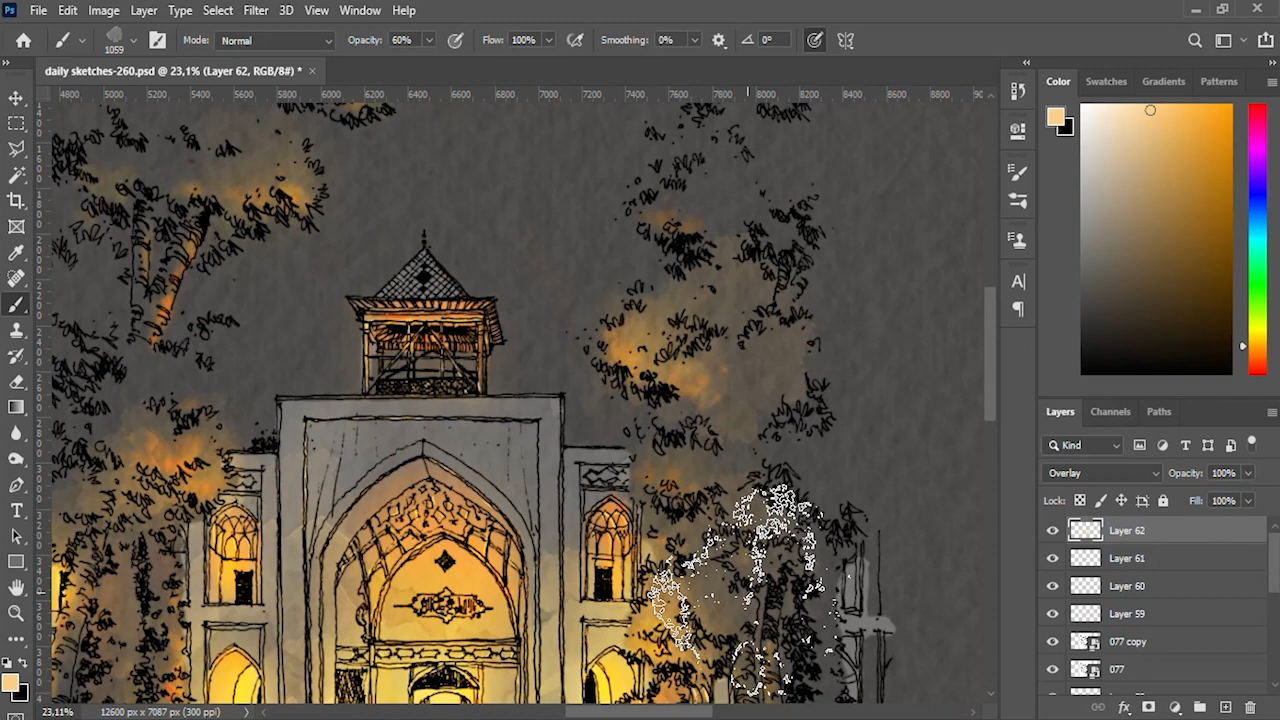 Ps File Edit Image Layer Type Select Filter 3D View Window Help
1059 Mode: Normal Opacity: 60% Flow: 100% Smoothing: 0% 0°
daily sketches-260.psd @ 23,1% (Layer 62, RGB/8#) * ×
4800 5000 5200 5400 5600 5800 6000 6200 6400 6600 6800 7000 7200 7400 7600 7800 8000 8200 8400 8600 8800
Color Swatches Gradients Patterns
Layers Channels Paths
Kind
Overlay Opacity: 100%
Lock: Fill: 100%
Layer 62
Layer 61
Layer 60
Layer 59
077 copy
077
23,11% 12600 px x 7087 px (300 ppi)